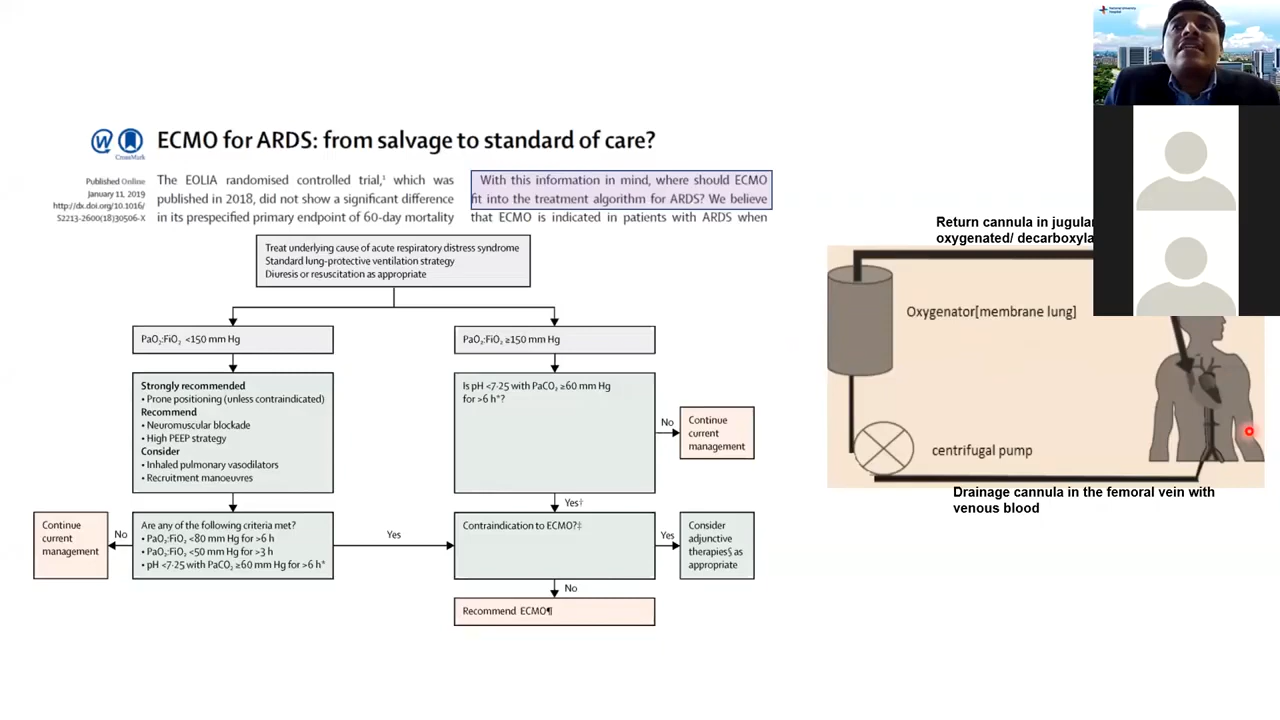 National University
Hospital
ECMO for ARDS: from salvage to standard of care?
CrossMark
Published Online
January 11, 2019
http://dx.doi.org/10.1016/
S2213-2600(18)30506-X
The EOLIA randomised controlled trial,¹ which was
published in 2018, did not show a significant difference
in its prespecified primary endpoint of 60-day mortality
With this information in mind, where should ECMO
fit into the treatment algorithm for ARDS? We believe
that ECMO is indicated in patients with ARDS when
Treat underlying cause of acute respiratory distress syndrome
Standard lung-protective ventilation strategy
Diuresis or resuscitation as appropriate
PaO₂:FiO₂ <150 mm Hg
PaO₂:FiO₂ ≥150 mm Hg
Strongly recommended
• Prone positioning (unless contraindicated)
Recommend
• Neuromuscular blockade
• High PEEP strategy
Consider
• Inhaled pulmonary vasodilators
• Recruitment manoeuvres
Is pH <7·25 with PaCO₂ ≥60 mm Hg
for >6 h*?
No
Continue
current
management
Yes†
Continue
current
management
No
Are any of the following criteria met?
• PaO₂:FiO₂ <80 mm Hg for >6 h
• PaO₂:FiO₂ <50 mm Hg for >3 h
• pH <7·25 with PaCO₂ ≥60 mm Hg for >6 h*
Yes
Contraindication to ECMO?‡
Yes
Consider
adjunctive
therapies§ as
appropriate
No
Recommend ECMO¶
Return cannula in jugular
oxygenated/ decarboxyla
Oxygenator[membrane lung]
centrifugal pump
Drainage cannula in the femoral vein with
venous blood